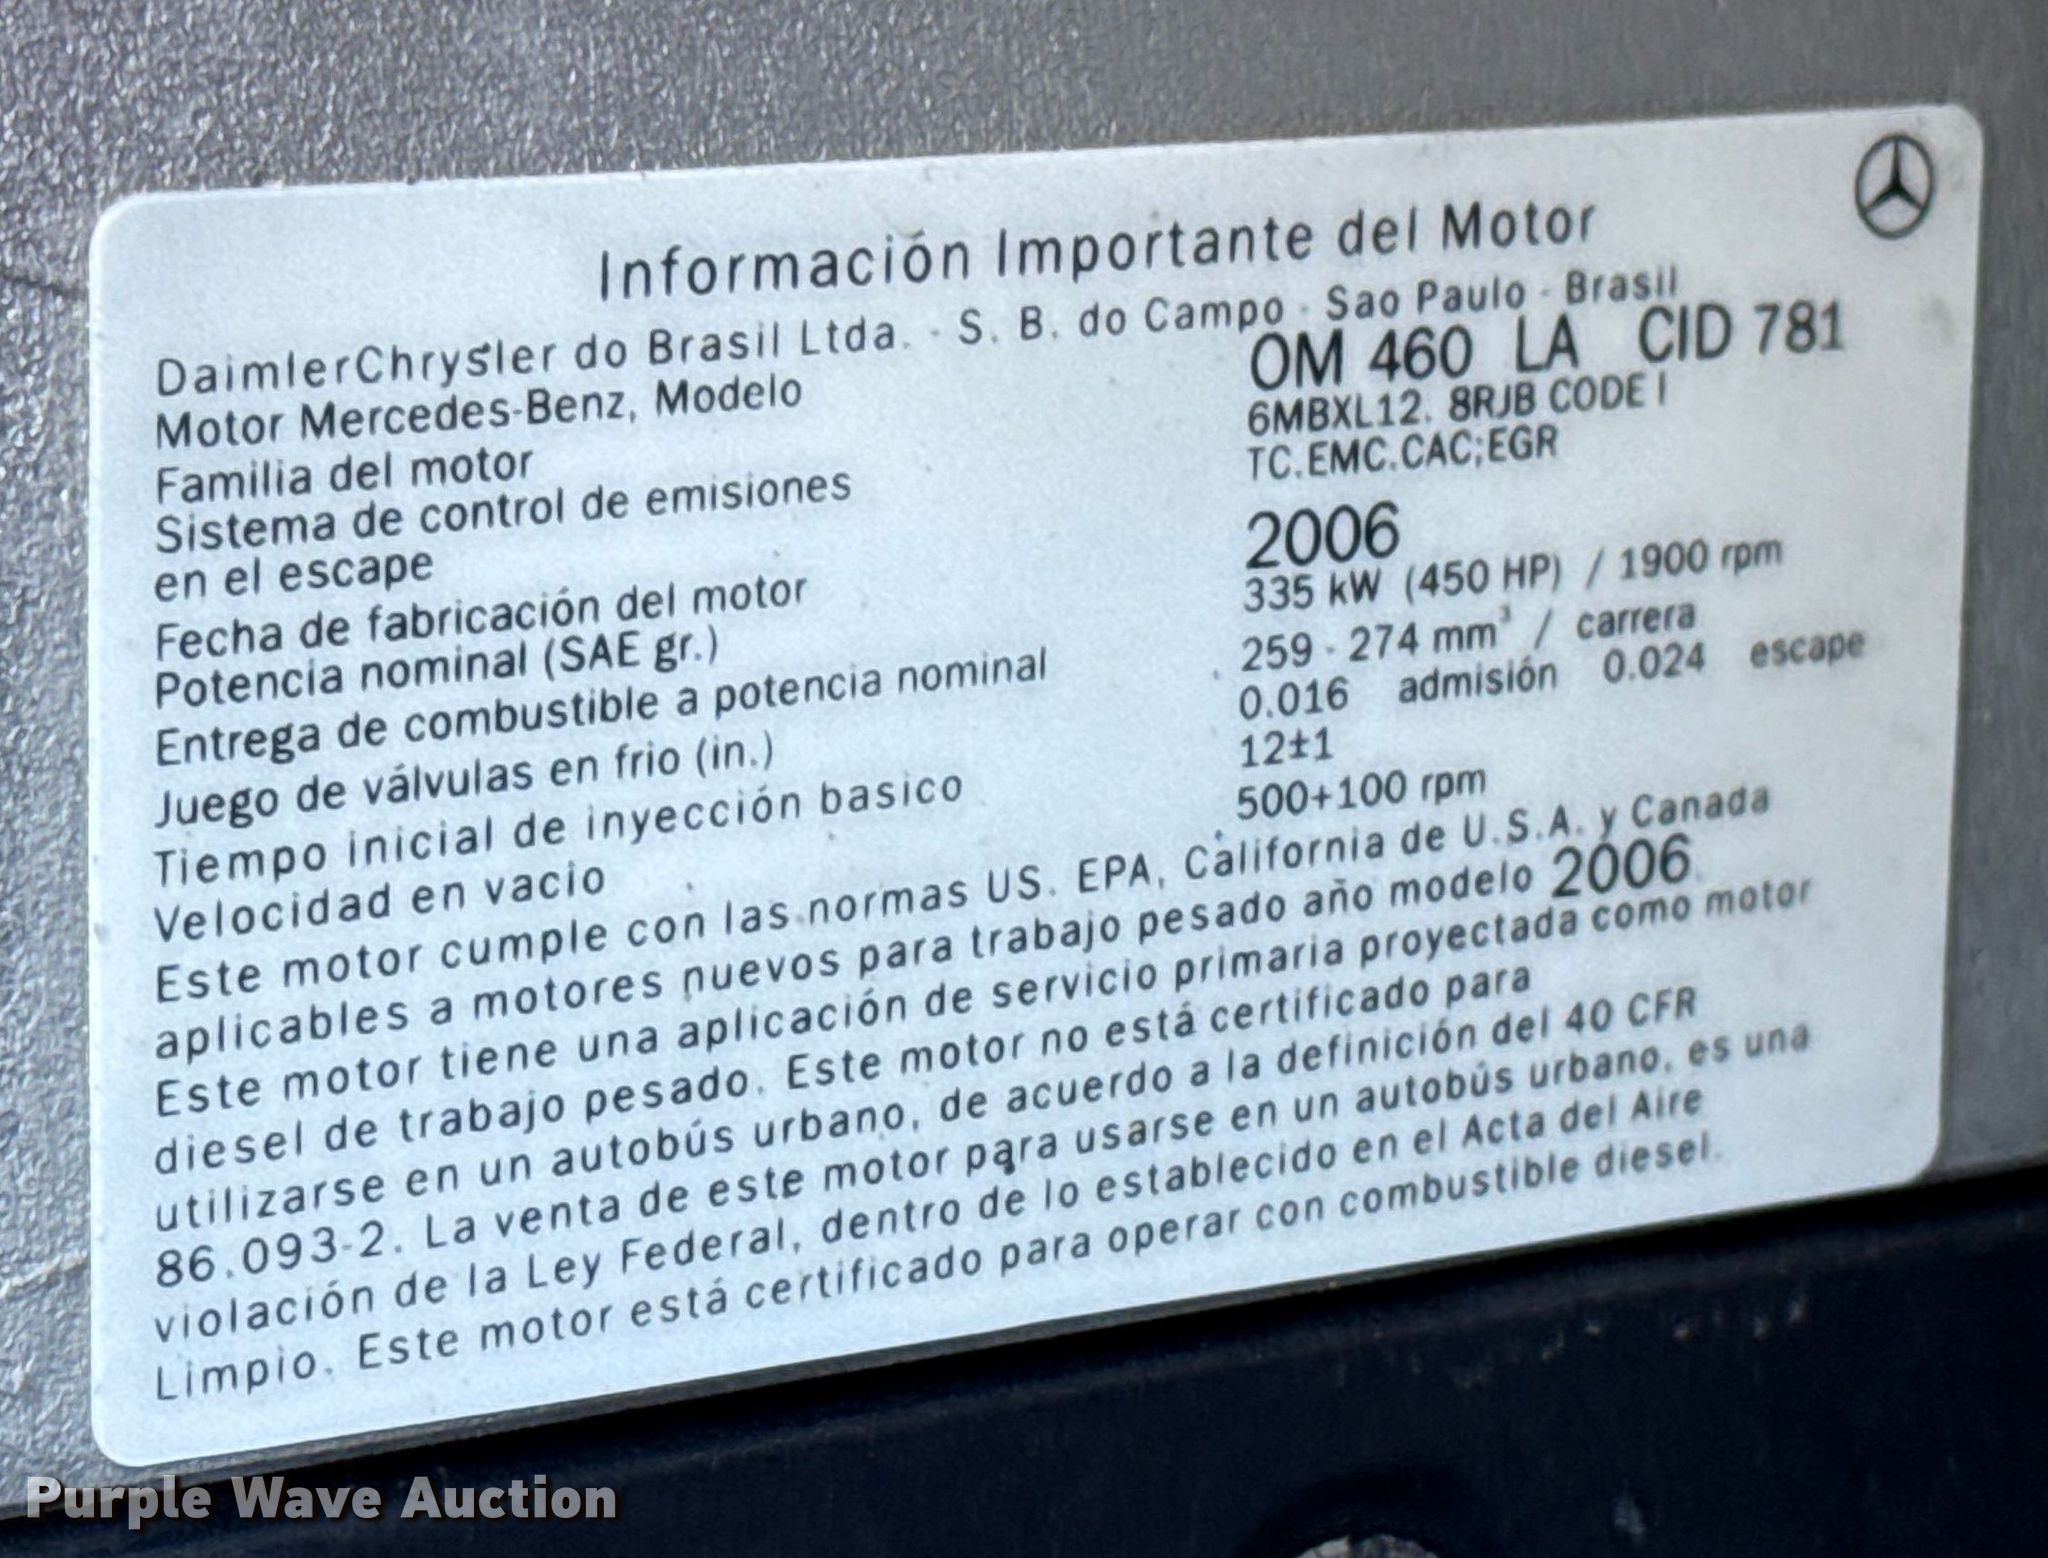 Información Importante del Motor
DaimlerChrysler do Brasil Ltda. - S. B. do Campo - Sao Paulo - Brasil
Motor Mercedes-Benz, Modelo OM 460 LA CID 781
Familia del motor 6MBXL12. 8RJB CODE I
Sistema de control de emisiones TC.EMC.CAC;EGR
en el escape
Fecha de fabricación del motor 2006
Potencia nominal (SAE gr.) 335 kW (450 HP) / 1900 rpm
Entrega de combustible a potencia nominal 259 - 274 mm³ / carrera
Juego de válvulas en frio (in.) 0.016 admisión 0.024 escape
Tiempo inicial de inyección basico 12±1
Velocidad en vacio 500+100 rpm
Este motor cumple con las normas US. EPA, California de U.S.A. y Canada
aplicables a motores nuevos para trabajo pesado año modelo 2006.
Este motor tiene una aplicación de servicio primaria proyectada como motor
diesel de trabajo pesado. Este motor no está certificado para
utilizarse en un autobús urbano, de acuerdo a la definición del 40 CFR
86.093-2. La venta de este motor para usarse en un autobús urbano, es una
violación de la Ley Federal, dentro de lo establecido en el Acta del Aire
Limpio. Este motor está certificado para operar con combustible diesel.
Purple Wave Auction